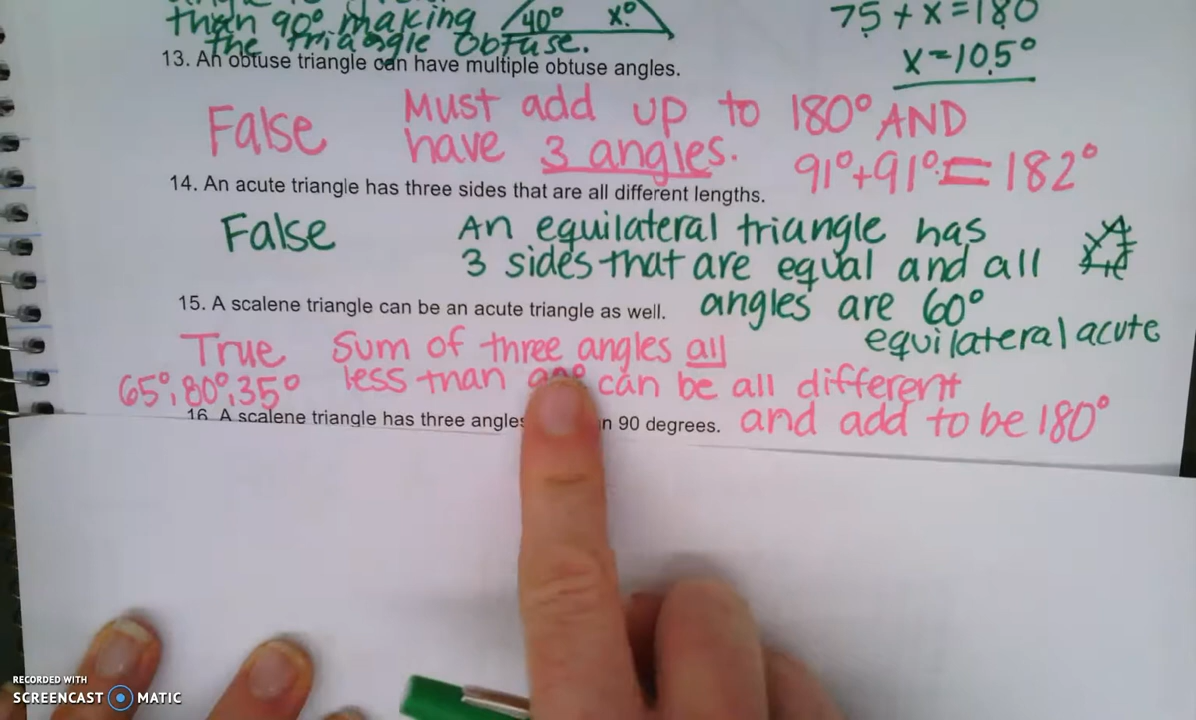 than 90° making
the triangle obtuse.
40° x°
75 + x = 180
x = 105°
13. An obtuse triangle can have multiple obtuse angles.
False Must add up to 180° AND
have 3 angles. 91° + 91° = 182°
14. An acute triangle has three sides that are all different lengths.
False An equilateral triangle has
3 sides that are equal and all
angles are 60°
equilateral acute
15. A scalene triangle can be an acute triangle as well.
True Sum of three angles all
less than can be all different
and add to be 180°
65°, 80°, 35°
16. A scalene triangle has three angles 90 degrees.
RECORDED WITH
SCREENCAST MATIC